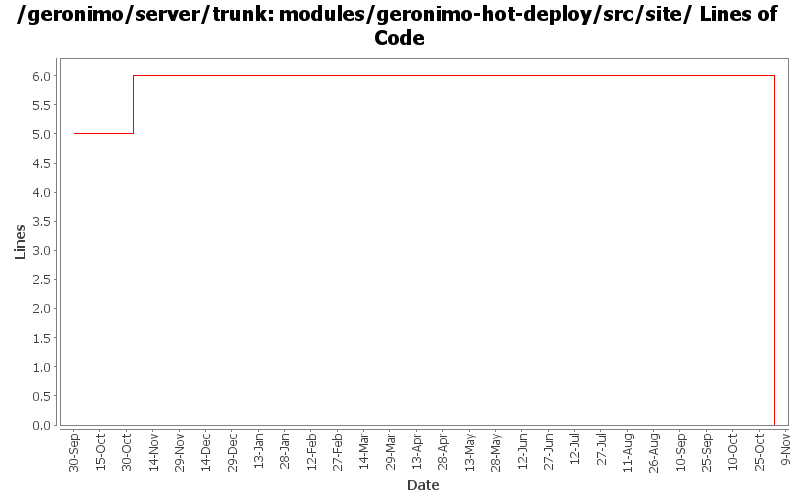 /geronimo/server/trunk: modules/geronimo-hot-deploy/src/site/ Lines of
Code
6.0
5.5
5.0
4.5
4.0
3.5
3.0
2.5
2.0
1.5
1.0
0.5
0.0
Lines
30-Sep
15-Oct
30-Oct
14-Nov
29-Nov
14-Dec
29-Dec
13-Jan
28-Jan
12-Feb
27-Feb
14-Mar
29-Mar
13-Apr
28-Apr
13-May
28-May
12-Jun
27-Jun
12-Jul
27-Jul
11-Aug
26-Aug
10-Sep
25-Sep
10-Oct
25-Oct
9-Nov
Date